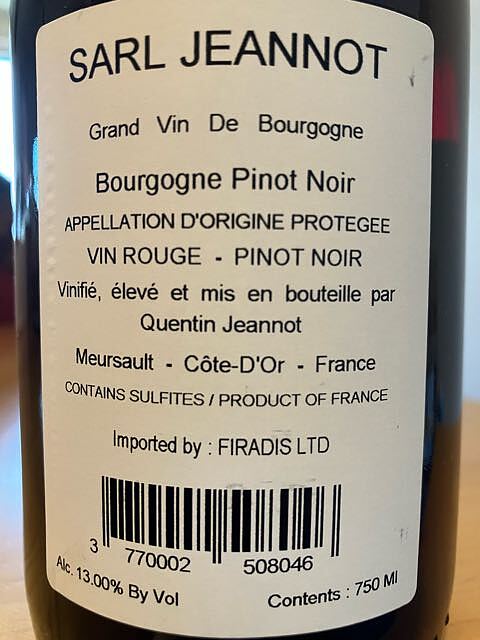 SARL JEANNOT
Grand Vin De Bourgogne
Bourgogne Pinot Noir
APPELLATION D'ORIGINE PROTEGEE
VIN ROUGE - PINOT NOIR
Vinifié, élevé et mis en bouteille par
Quentin Jeannot
Meursault - Côte-D'Or - France
CONTAINS SULFITES / PRODUCT OF FRANCE
Imported by : FIRADIS LTD
3 770002 508046
Alc. 13.00% By Vol
Contents : 750 Ml